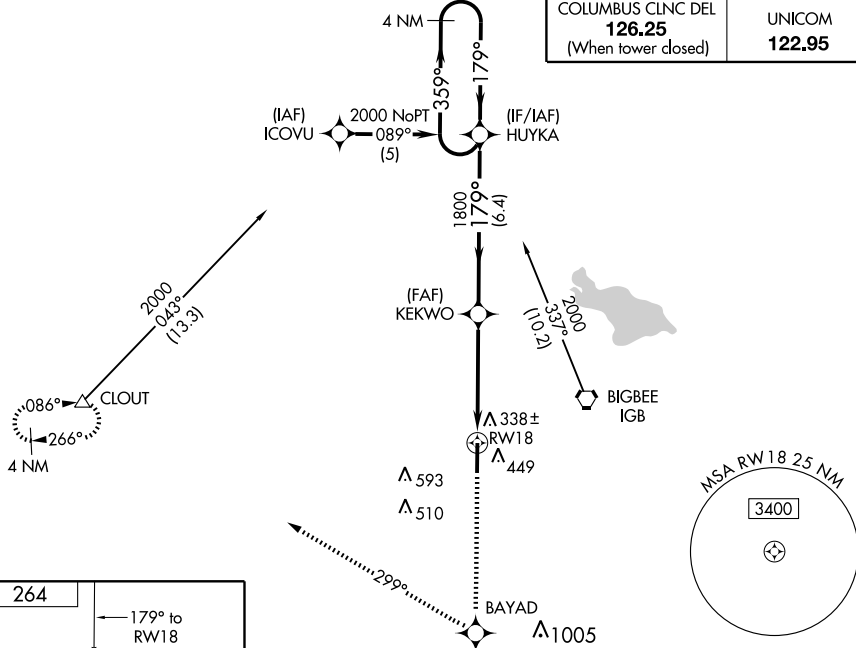 COLUMBUS CLNC DEL
126.25
(When tower closed)
UNICOM
122.95
4 NM
359°
179°
(IAF)
ICOVU
2000 NoPT
089°
(5)
(IF/IAF)
HUYKA
1800
179°
(6.4)
2000
043°
(13.3)
2000
337°
(10.2)
(FAF)
KEKWO
CLOUT
086°
266°
4 NM
BIGBEE
IGB
338±
RW18
449
593
510
MSA RW18 25 NM
3400
299°
BAYAD
1005
264
179° to
RW18